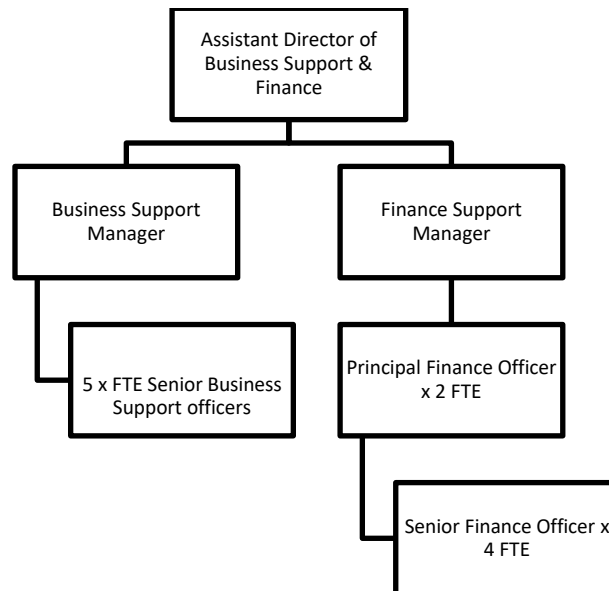 Assistant Director of
Business Support &
Finance
Business Support
Manager
Finance Support
Manager
5 x FTE Senior Business
Support officers
Principal Finance Officer
x 2 FTE
Senior Finance Officer x
4 FTE